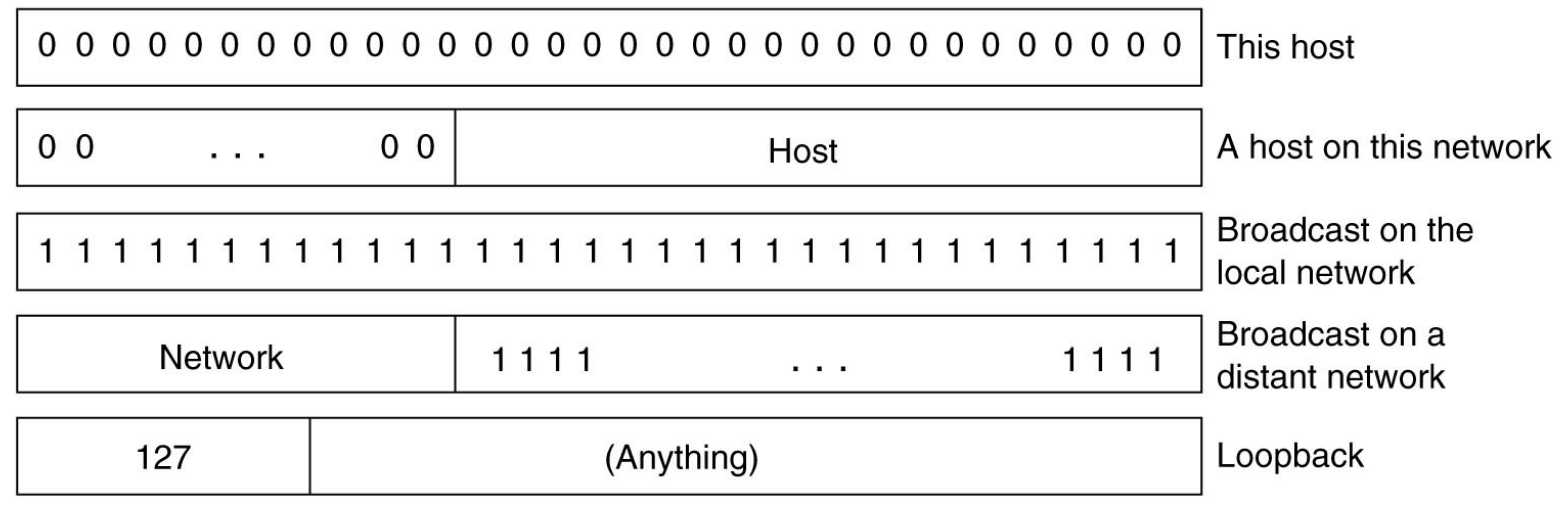 0 0 0 0 0 0 0 0 0 0 0 0 0 0 0 0 0 0 0 0 0 0 0 0 0 0 0 0 0 0 0 0 This host
0 0 . . . 0 0 Host A host on this network
1 1 1 1 1 1 1 1 1 1 1 1 1 1 1 1 1 1 1 1 1 1 1 1 1 1 1 1 1 1 1 1 Broadcast on the
local network
Network 1 1 1 1 . . . 1 1 1 1 Broadcast on a
distant network
127 (Anything) Loopback